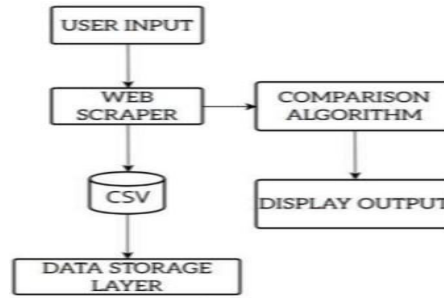 USER INPUT
WEB
SCRAPER
COMPARISON
ALGORITHM
CSV
DISPLAY OUTPUT
DATA STORAGE
LAYER